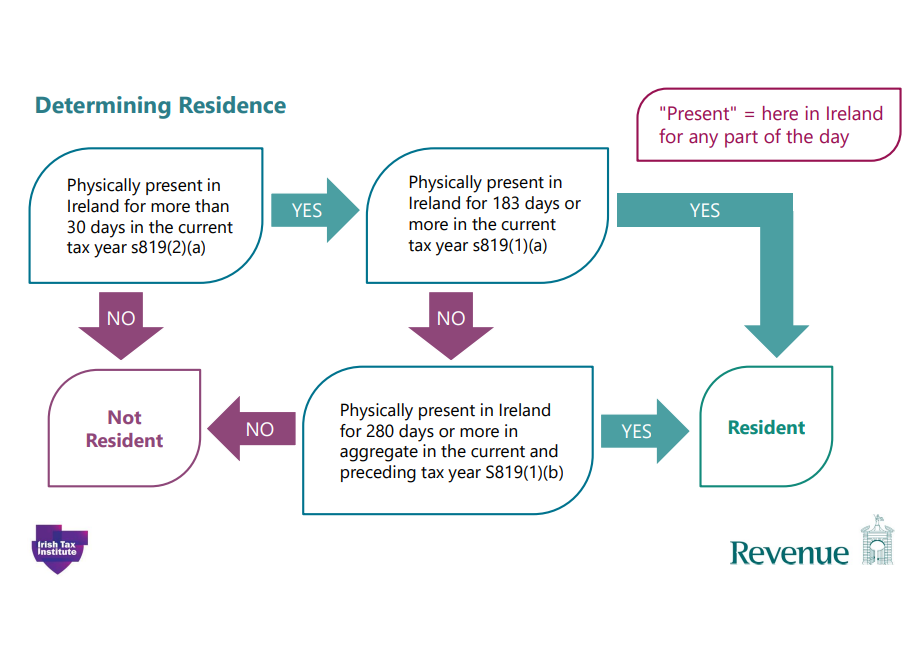 Determining Residence
"Present" = here in Ireland
for any part of the day
Physically present in
Ireland for more than
30 days in the current
tax year s819(2)(a)
YES
Physically present in
Ireland for 183 days or
more in the current
tax year s819(1)(a)
YES
NO
NO
Not
Resident
NO
Physically present in Ireland
for 280 days or more in
aggregate in the current and
preceding tax year S819(1)(b)
YES
Resident
Irish Tax
Institute
Revenue